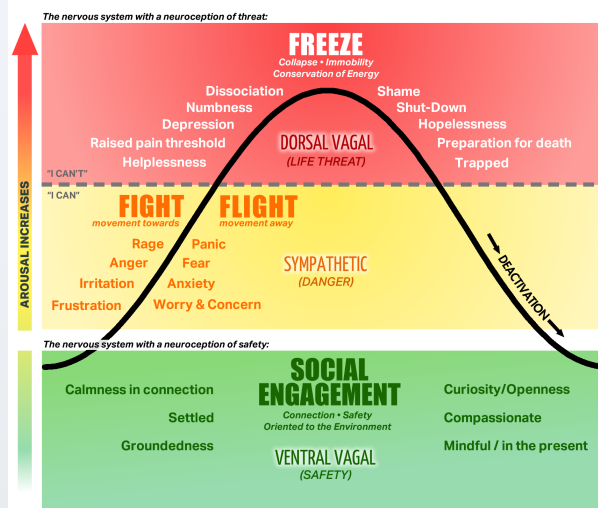 The nervous system with a neuroception of threat:
FREEZE
Collapse • Immobility
Conservation of Energy
Dissociation
Numbness
Depression
Raised pain threshold
Helplessness
Shame
Shut-Down
Hopelessness
Preparation for death
Trapped
DORSAL VAGAL
(LIFE THREAT)
"I CAN'T"
"I CAN"
AROUSAL INCREASES
FIGHT
movement towards
Rage
Anger
Irritation
Frustration
FLIGHT
movement away
Panic
Fear
Anxiety
Worry & Concern
SYMPATHETIC
(DANGER)
DEACTIVATION
The nervous system with a neuroception of safety:
SOCIAL
ENGAGEMENT
Connection • Safety
Oriented to the Environment
Calmness in connection
Settled
Groundedness
Curiosity/Openness
Compassionate
Mindful / in the present
VENTRAL VAGAL
(SAFETY)